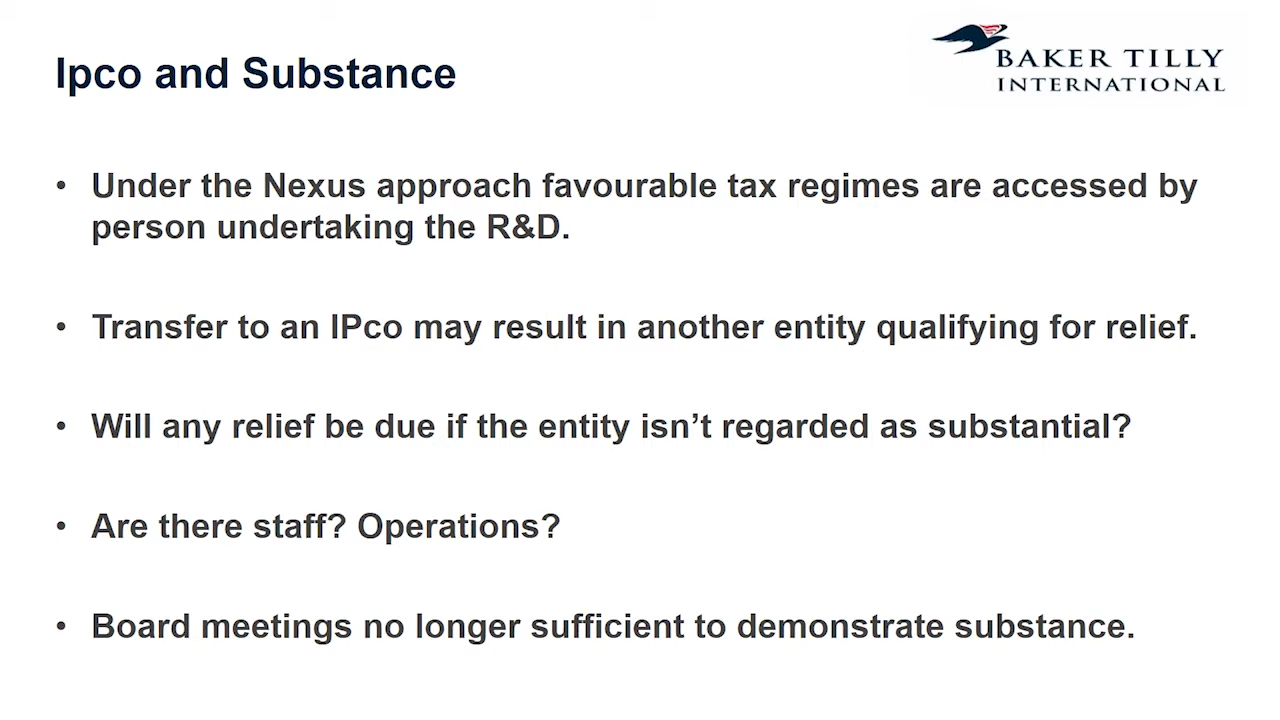 Ipco and Substance
BAKER TILLY
INTERNATIONAL
• Under the Nexus approach favourable tax regimes are accessed by
person undertaking the R&D.
• Transfer to an IPco may result in another entity qualifying for relief.
• Will any relief be due if the entity isn’t regarded as substantial?
• Are there staff? Operations?
• Board meetings no longer sufficient to demonstrate substance.